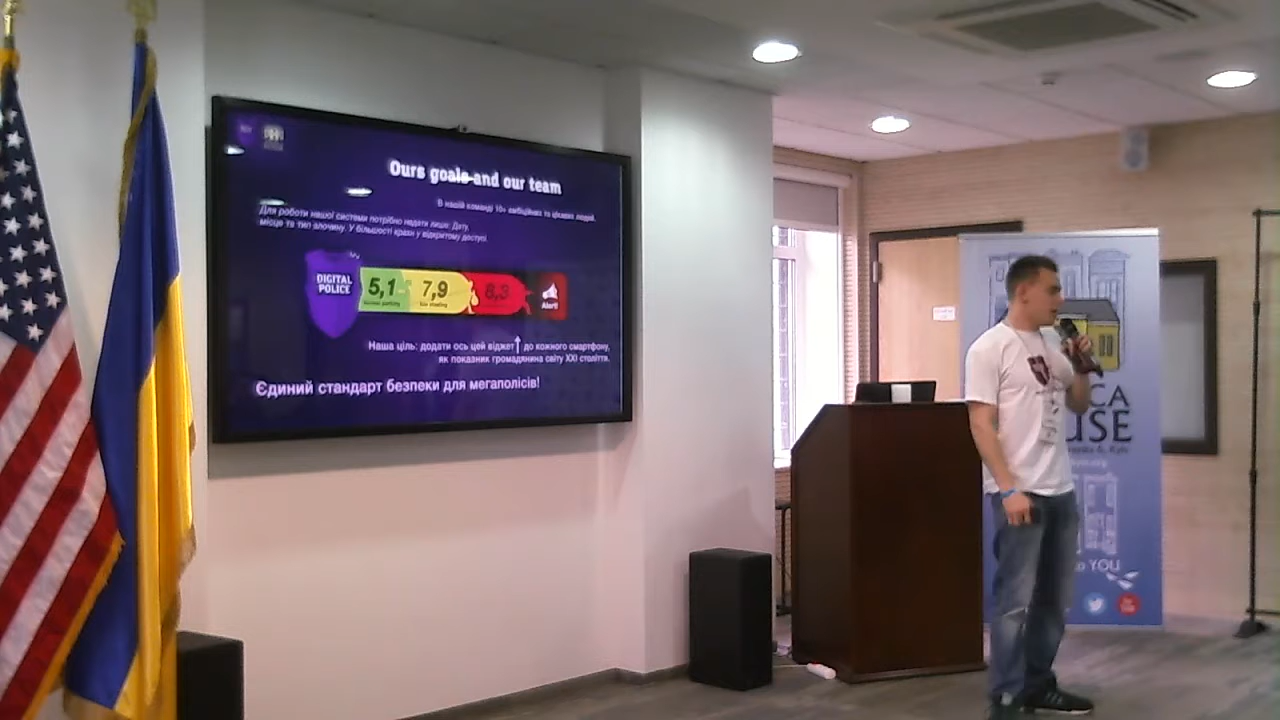 Ours goals and our team
В нашій команді 10+ амбіційних та цікавих людей.
Для роботи нашої системи потрібно надати лише: Дату,
місце та тип злочину. У більшості країн у відкритому доступі.
DIGITAL
POLICE
5,1
7,9
8,3
Alert!
Наша ціль: додати ось цей віджет до кожного смартфону,
як показник громадянина світу XXI століття.
Єдиний стандарт безпеки для мегаполісів!
CA
USE
Kyiv
to YOU